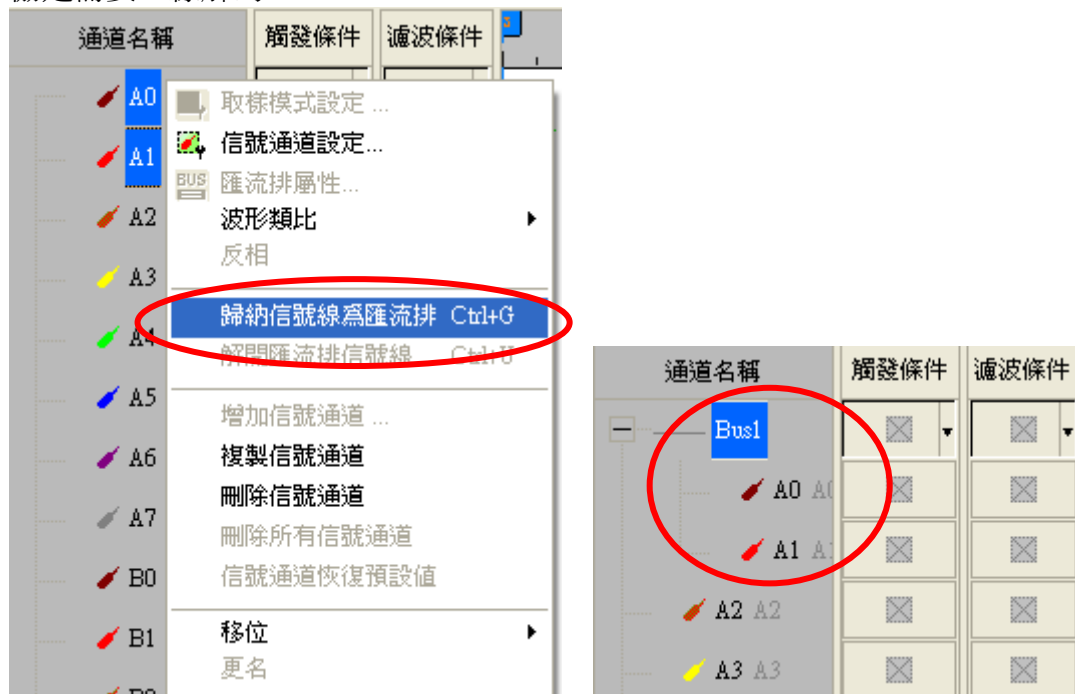 通道名稱 觸發條件 濾波條件
A0
A1
A2
A3
A4
A5
A6
A7
B0
B1
取樣模式設定 ...
信號通道設定...
BUS 匯流排屬性...
波形類比
反相
歸納信號線爲匯流排 Ctrl+G
解開匯流排信號線 Ctrl+U
增加信號通道 ...
複製信號通道
刪除信號通道
刪除所有信號通道
信號通道恢復預設值
移位
更名
通道名稱 觸發條件 濾波條件
Bus1
A0
A1
A2 A2
A3 A3